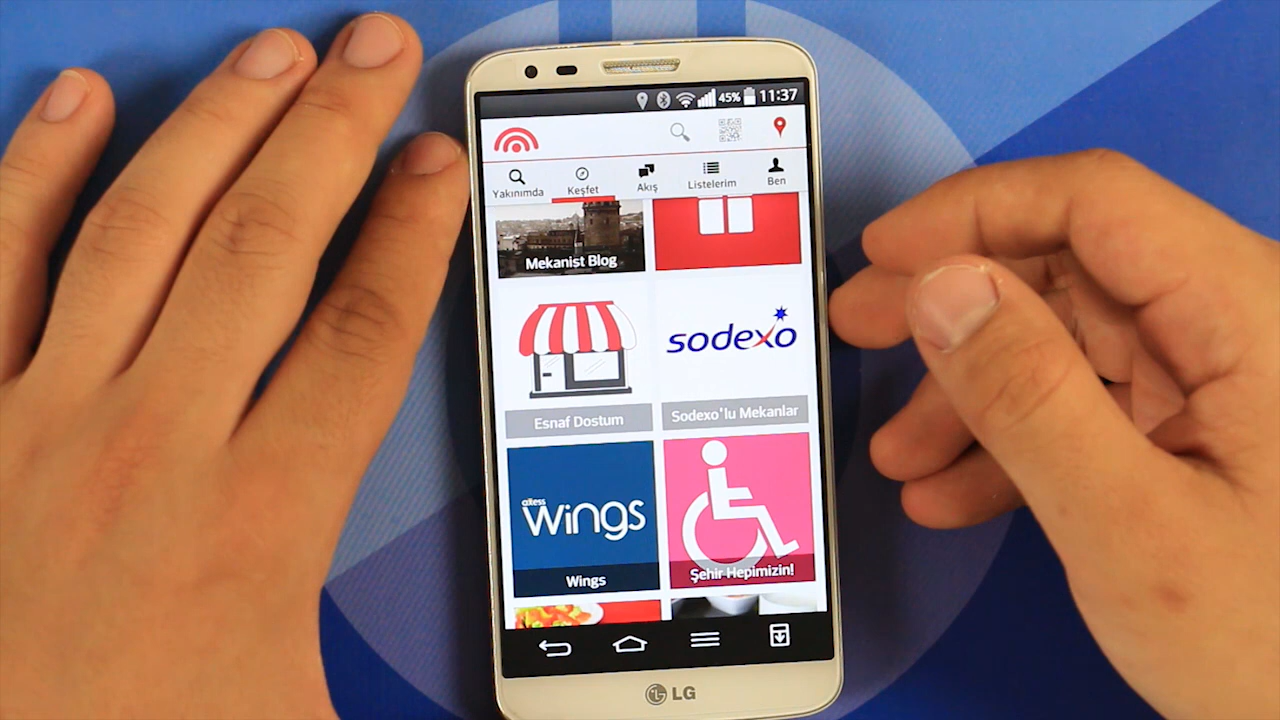 45% 11:37
Yakınımda Keşfet Akış Listelerim Ben
Mekanist Blog
sodexo
Esnaf Dostum
Sodexo'lu Mekanlar
axess
wings
Wings
Şehir Hepimizin!
LG